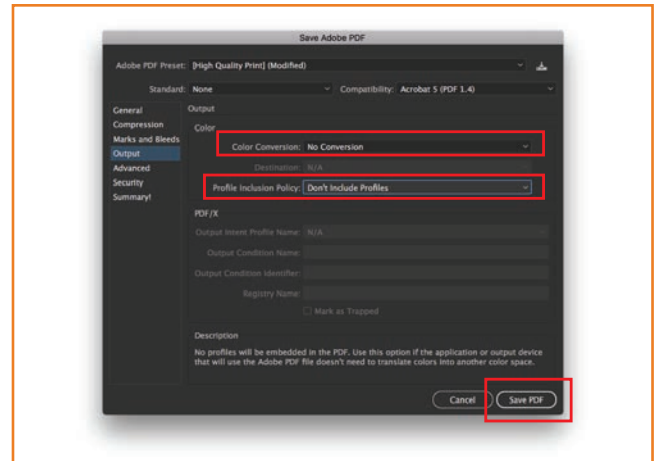 Save Adobe PDF
Adobe PDF Preset: [High Quality Print] (Modified)
Standard: None Compatibility: Acrobat 5 (PDF 1.4)
General
Compression
Marks and Bleeds
Output
Advanced
Security
Summary!
Output
Color
Color Conversion: No Conversion
Destination: N/A
Profile Inclusion Policy: Don't Include Profiles
PDF/X
Output Intent Profile Name: N/A
Output Condition Name:
Output Condition Identifier:
Registry Name:
Mark as Trapped
Description
No profiles will be embedded in the PDF. Use this option if the application or output device
that will use the Adobe PDF file doesn't need to translate colors into another color space.
Cancel Save PDF